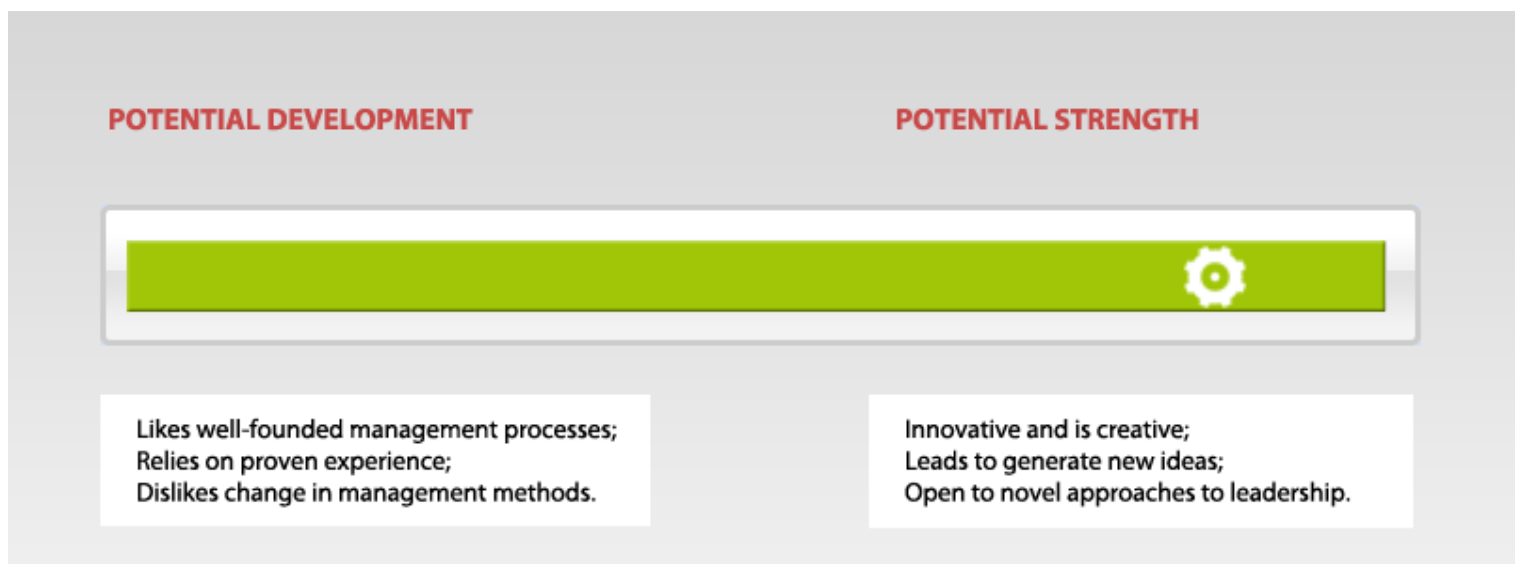 POTENTIAL DEVELOPMENT
POTENTIAL STRENGTH
Likes well-founded management processes;
Relies on proven experience;
Dislikes change in management methods.
Innovative and is creative;
Leads to generate new ideas;
Open to novel approaches to leadership.